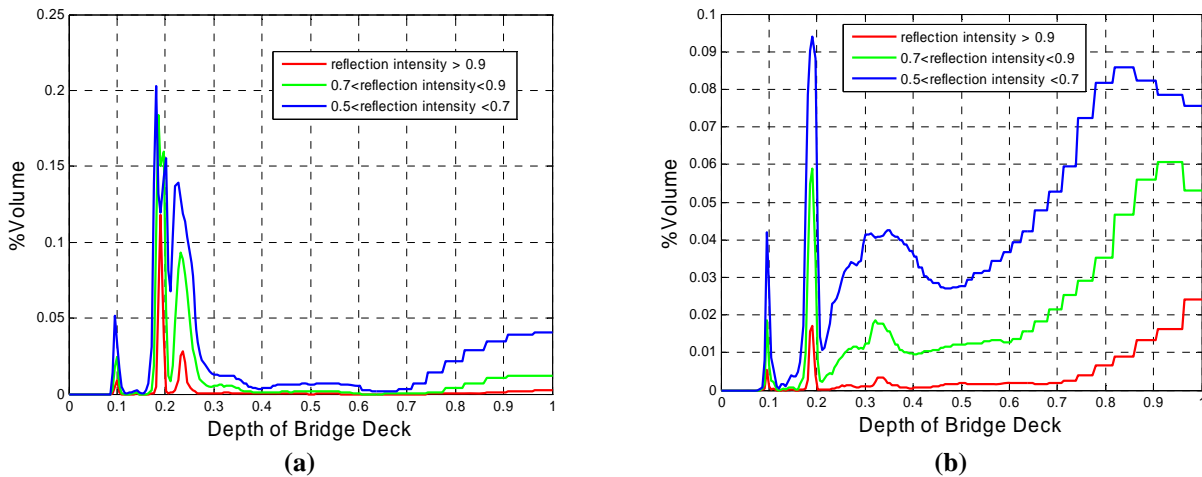 0.25
0.2
0.15
0.1
0.05
0
%Volume
reflection intensity > 0.9
0.7<reflection intensity<0.9
0.5<reflection intensity <0.7
0 0.1 0.2 0.3 0.4 0.5 0.6 0.7 0.8 0.9 1
Depth of Bridge Deck
(a)
0.1
0.09
0.08
0.07
0.06
0.05
0.04
0.03
0.02
0.01
0
%Volume
reflection intensity > 0.9
0.7<reflection intensity<0.9
0.5<reflection intensity <0.7
0 0.1 0.2 0.3 0.4 0.5 0.6 0.7 0.8 0.9 1
Depth of Bridge Deck
(b)